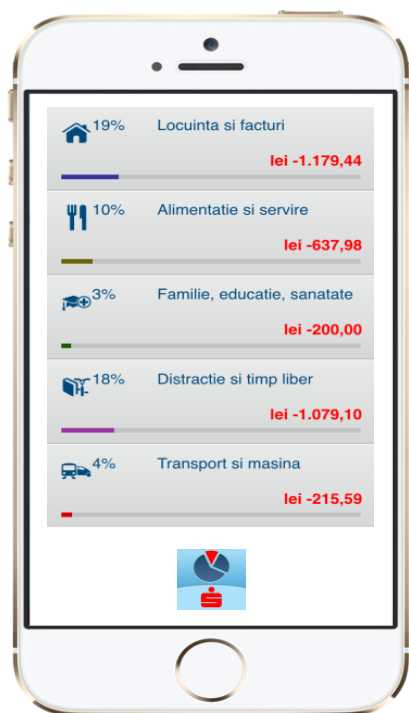 19% Locuinta si facturi
lei -1.179,44
10% Alimentatie si servire
lei -637,98
3% Familie, educatie, sanatate
lei -200,00
18% Distractie si timp liber
lei -1.079,10
4% Transport si masina
lei -215,59